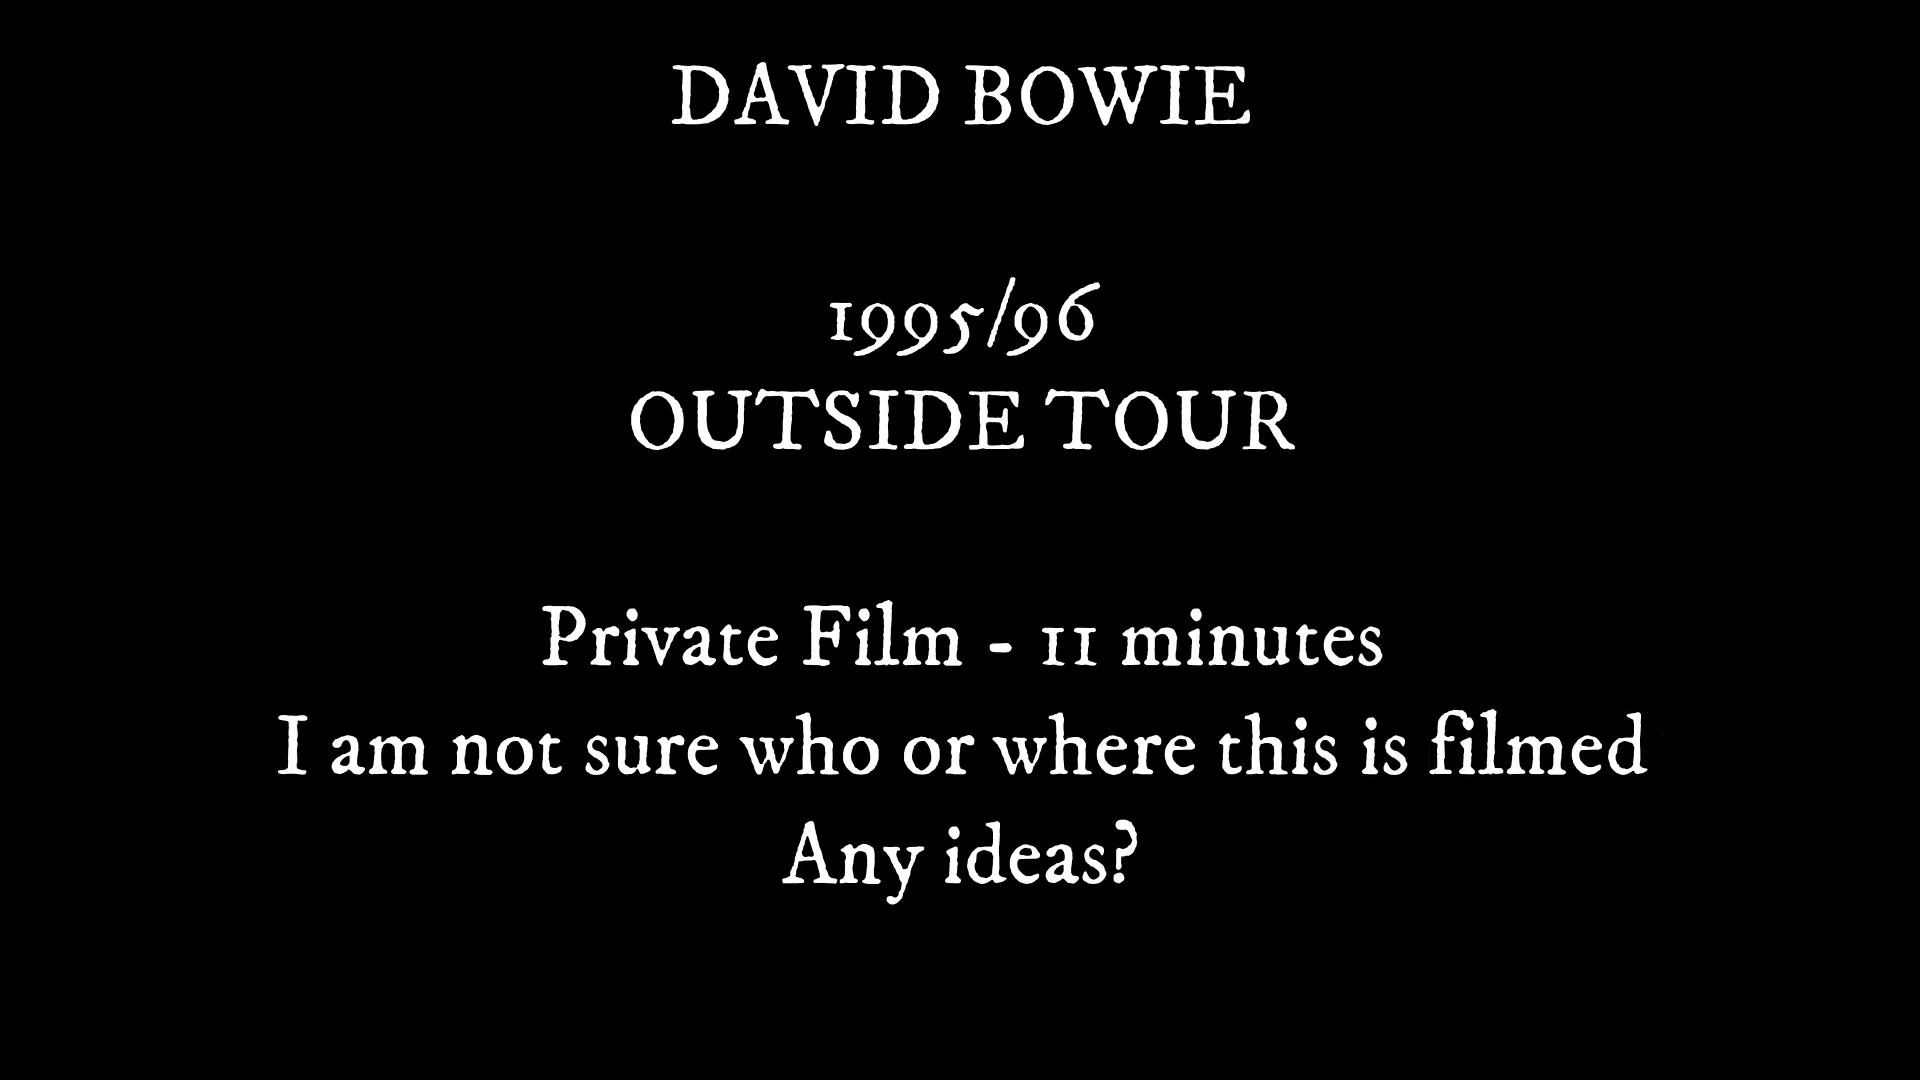 DAVID BOWIE
1995/96
OUTSIDE TOUR
Private Film - 11 minutes
I am not sure who or where this is filmed
Any ideas?